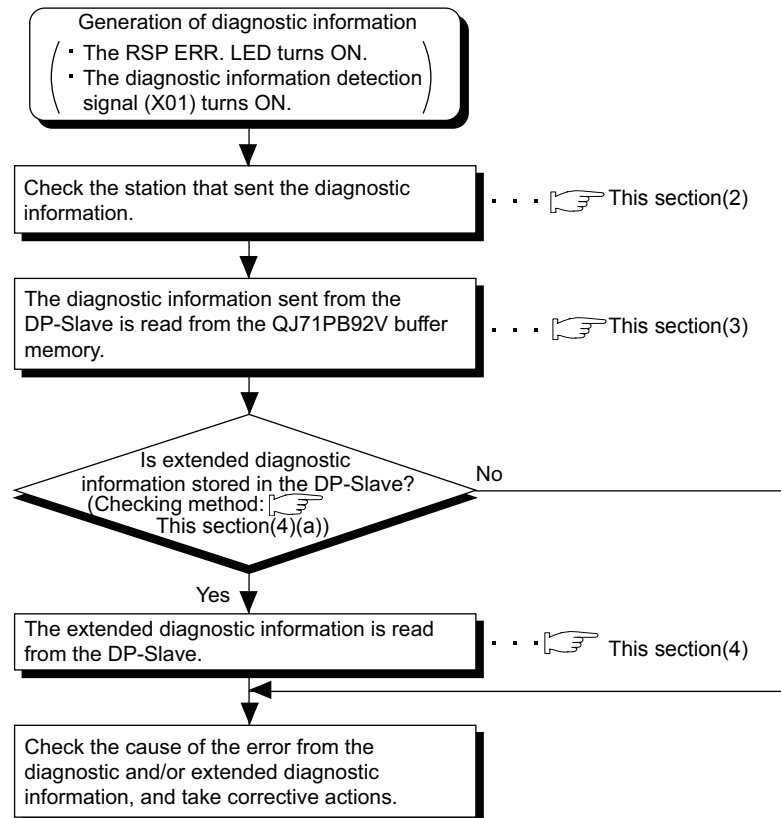 Generation of diagnostic information
· The RSP ERR. LED turns ON.
· The diagnostic information detection
signal (X01) turns ON.
Check the station that sent the diagnostic
information.
· · · This section(2)
The diagnostic information sent from the
DP-Slave is read from the QJ71PB92V buffer
memory.
· · · This section(3)
Is extended diagnostic
information stored in the DP-Slave?
(Checking method:
This section(4)(a))
No
Yes
The extended diagnostic information is read
from the DP-Slave.
· · · This section(4)
Check the cause of the error from the
diagnostic and/or extended diagnostic
information, and take corrective actions.